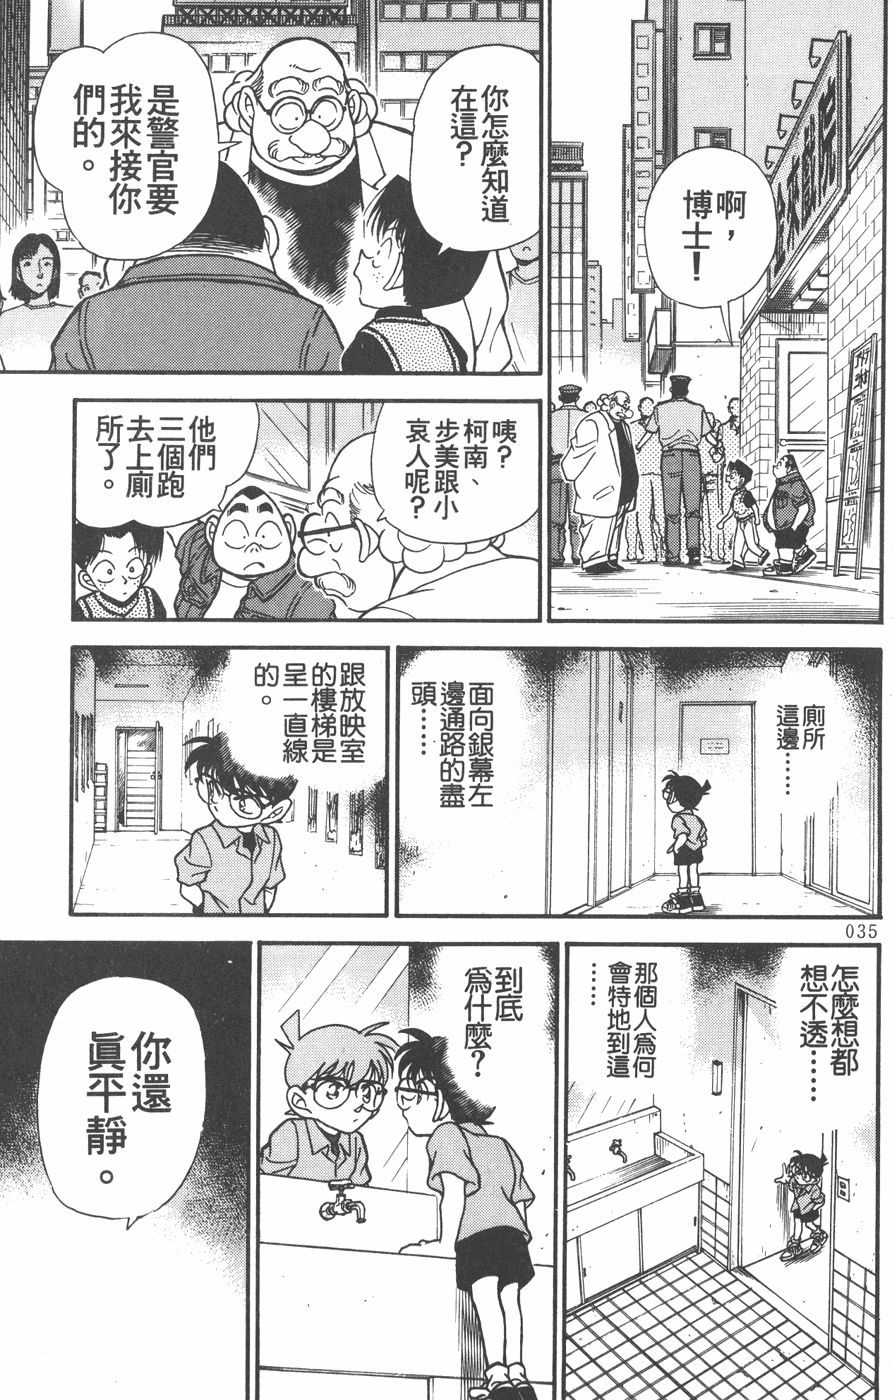 啊，
博士！
你怎麼知道
在這？
是警官要
我來接你
們的。
咦？
柯南、
步美跟小
哀人呢？
他們
三個跑
去上廁
所了。
廁所
這邊……
面向銀幕左
邊通路的盡
頭……
跟放映室
的樓梯是
呈一直線
的。
035
怎麼想都
想不透……
那個人為何
會特地到這
……
到底
為什麼？
你還
真平靜。